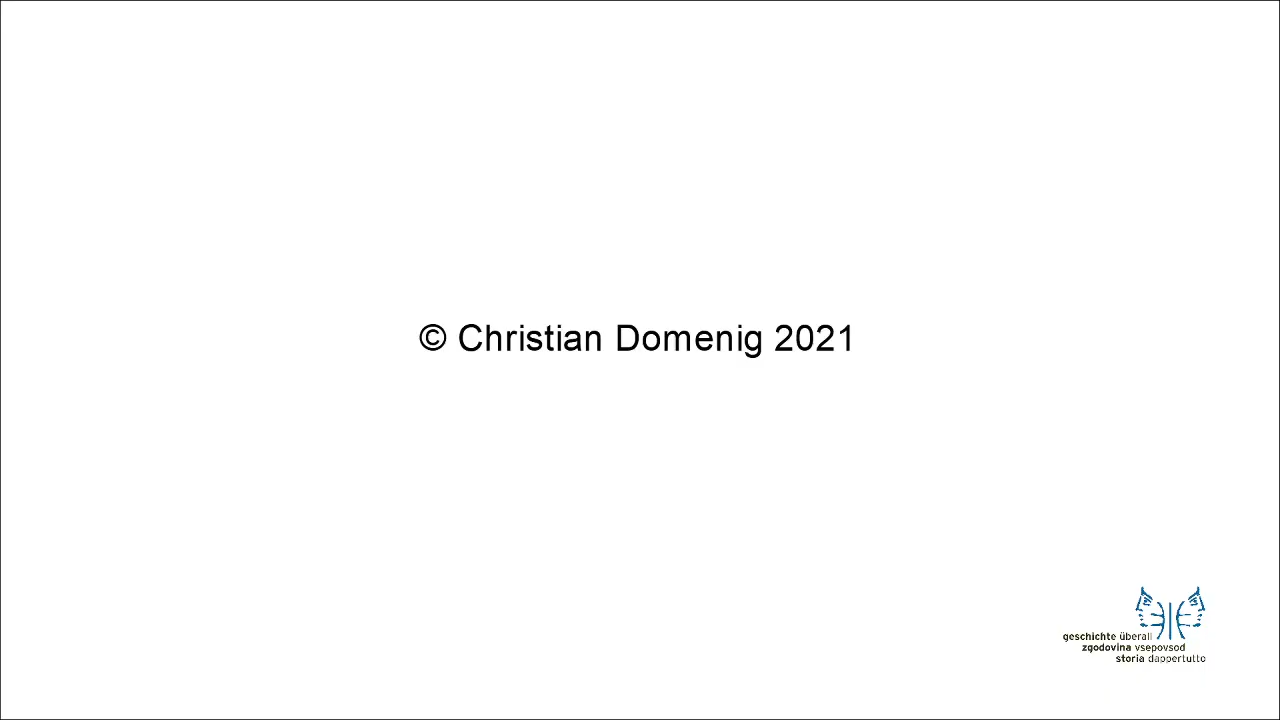 © Christian Domenig 2021
geschichte überall
zgodovina vsepovsod
storia dappertutto